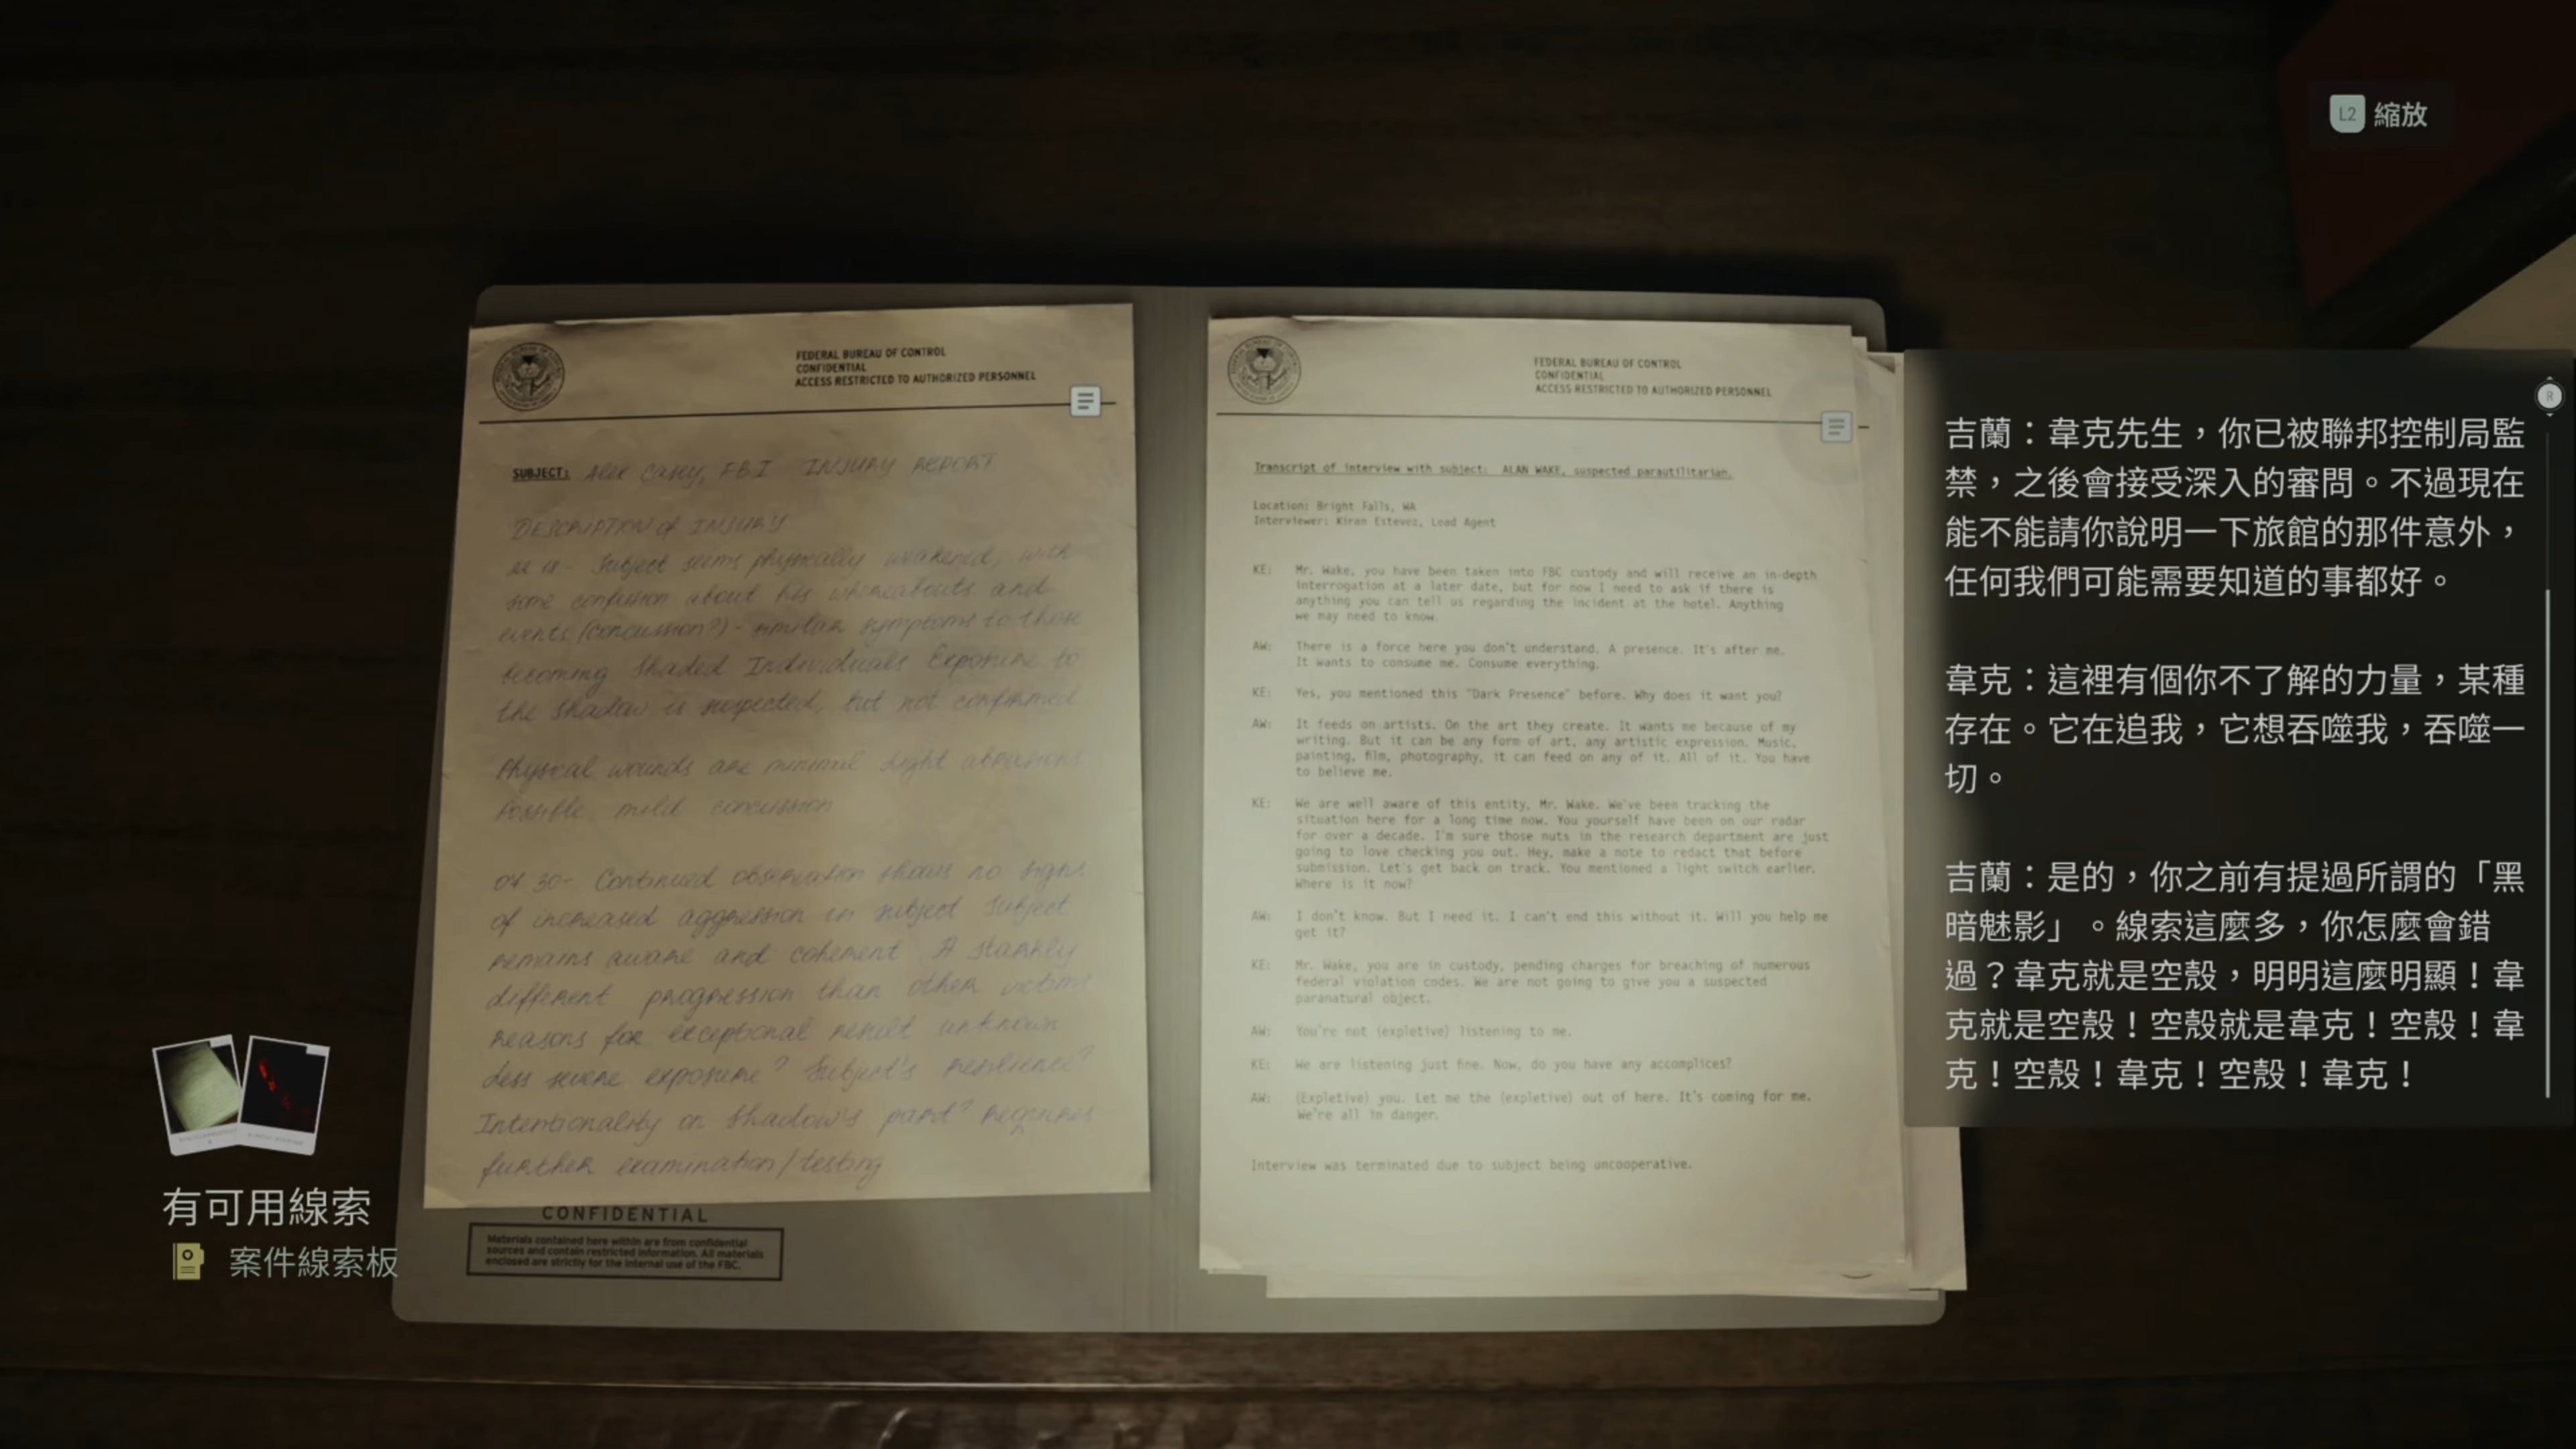 L2 縮放
FEDERAL BUREAU OF CONTROL
CONFIDENTIAL
ACCESS RESTRICTED TO AUTHORIZED PERSONNEL
SUBJECT: Alex Casey, FBI INJURY REPORT
DESCRIPTION of INJURY
Subject seems physically weakened, with
some confusion about his whereabouts and
events (concussion?) - similar symptoms to those
becoming Shaded Individuals Exposure to
the Shadow is suspected, but not confirmed
Physical wounds are minimal Light abrasions
Possible mild concussion
04 30- Continued observation shows no signs
of increased aggression in subject Subject
remains aware and coherent A starkly
different progression than other victims
reasons for exceptional result unknown
Less severe exposure? Subject's resilience?
Intentionality on Shadow's part? Requires
further examination/testing
CONFIDENTIAL
Materials contained here within are from confidential
sources and contain restricted information. All materials
enclosed are strictly for the internal use of the FBC.
FEDERAL BUREAU OF CONTROL
CONFIDENTIAL
ACCESS RESTRICTED TO AUTHORIZED PERSONNEL
Transcript of interview with subject: ALAN WAKE, suspected parautilitarian.
Location: Bright Falls, WA
Interviewer: Kiran Estevez, Lead Agent
KE: Mr. Wake, you have been taken into FBC custody and will receive an in-depth
interrogation at a later date, but for now I need to ask if there is
anything you can tell us regarding the incident at the hotel. Anything
we may need to know.
AW: There is a force here you don't understand. A presence. It's after me.
It wants to consume me. Consume everything.
KE: Yes, you mentioned this "Dark Presence" before. Why does it want you?
AW: It feeds on artists. On the art they create. It wants me because of my
writing. But it can be any form of art, any artistic expression. Music,
painting, film, photography, it can feed on any of it. All of it. You have
to believe me.
KE: We are well aware of this entity, Mr. Wake. We've been tracking the
situation here for a long time now. You yourself have been on our radar
for over a decade. I'm sure those nuts in the research department are just
going to love checking you out. Hey, make a note to redact that before
submission. Let's get back on track. You mentioned a light switch earlier.
Where is it now?
AW: I don't know. But I need it. I can't end this without it. Will you help me
get it?
KE: Mr. Wake, you are in custody, pending charges for breaching of numerous
federal violation codes. We are not going to give you a suspected
paranatural object.
AW: You're not (expletive) listening to me.
KE: We are listening just fine. Now, do you have any accomplices?
AW: (Expletive) you. Let me the (expletive) out of here. It's coming for me.
We're all in danger.
Interview was terminated due to subject being uncooperative.
R
吉蘭：韋克先生，你已被聯邦控制局監
禁，之後會接受深入的審問。不過現在
能不能請你說明一下旅館的那件意外，
任何我們可能需要知道的事都好。
韋克：這裡有個你不了解的力量，某種
存在。它在追我，它想吞噬我，吞噬一
切。
吉蘭：是的，你之前有提過所謂的「黑
暗魅影」。線索這麼多，你怎麼會錯
過？韋克就是空殼，明明這麼明顯！韋
克就是空殼！空殼就是韋克！空殼！韋
克！空殼！韋克！空殼！韋克！
有可用線索
案件線索板